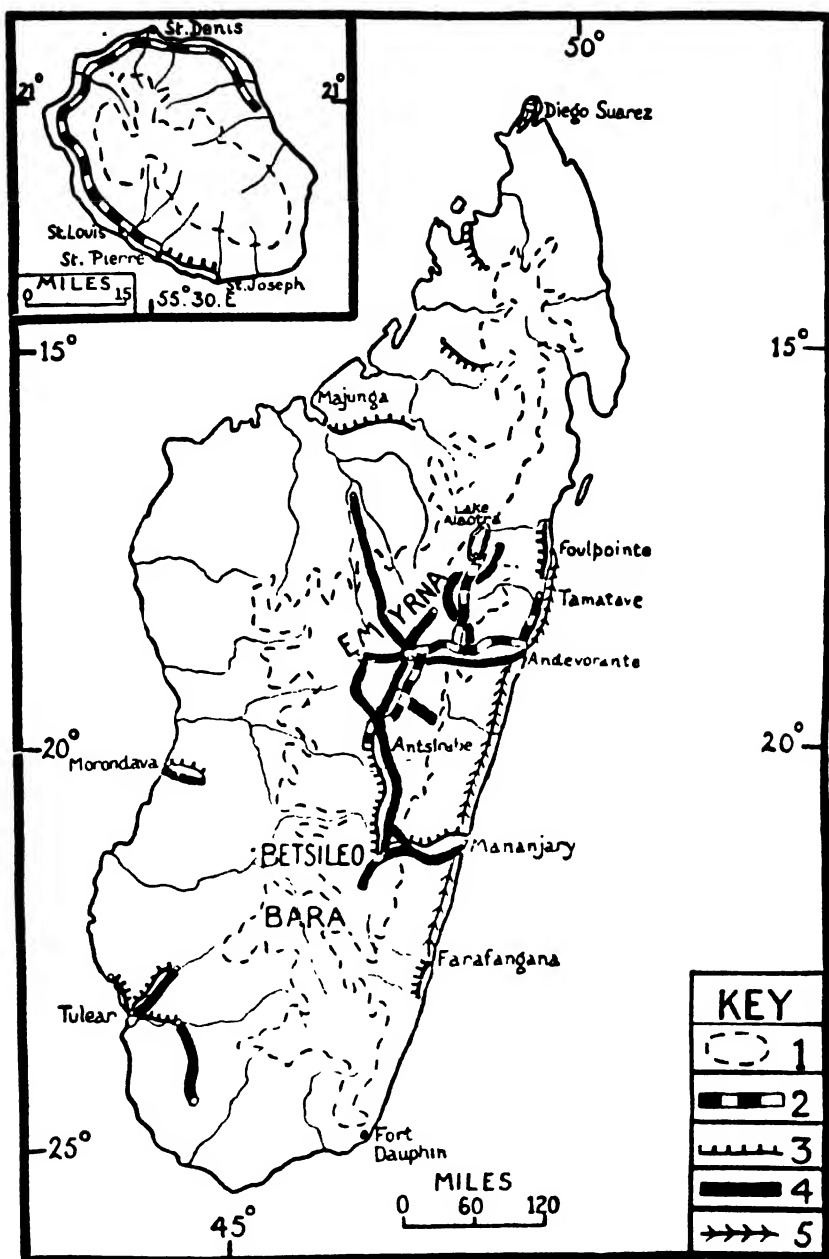 St. Denis
50°
21°
21°
Diego Suarez
St. Louis
St. Pierre
St. Joseph
MILES
0 15
55° 30. E
15°
15°
Majunga
Lake
Alaotra
Foulpointe
EMYRNA
Tamatave
Andevorante
20°
20°
Antsirabe
Morondava
BETSILEO
Mananjary
BARA
Farafangana
Tulear
KEY
1
2
3
4
5
25°
Fort
Dauphin
MILES
0 60 120
45°